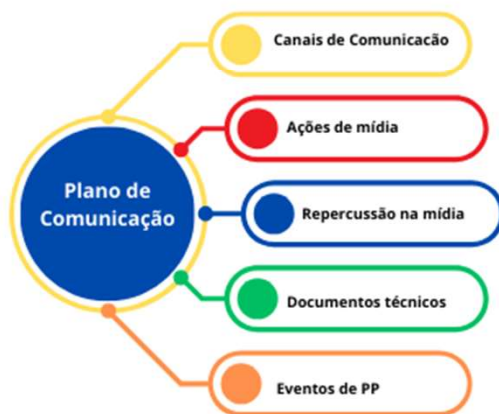 Canais de Comunicacão
Ações de mídia
Plano de
Comunicação
Repercussão na mídia
Documentos técnicos
Eventos de PP